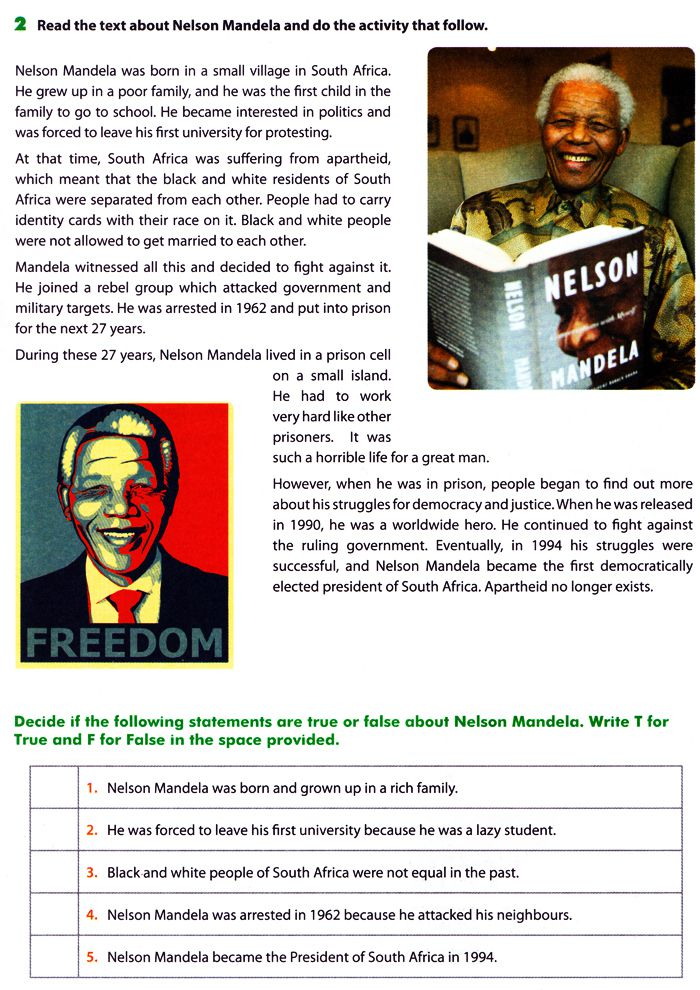 2 Read the text about Nelson Mandela and do the activity that follow.
Nelson Mandela was born in a small village in South Africa.
He grew up in a poor family, and he was the first child in the
family to go to school. He became interested in politics and
was forced to leave his first university for protesting.
At that time, South Africa was suffering from apartheid,
which meant that the black and white residents of South
Africa were separated from each other. People had to carry
identity cards with their race on it. Black and white people
were not allowed to get married to each other.
Mandela witnessed all this and decided to fight against it.
He joined a rebel group which attacked government and
military targets. He was arrested in 1962 and put into prison
for the next 27 years.
During these 27 years, Nelson Mandela lived in a prison cell
on a small island.
He had to work
very hard like other
prisoners. It was
such a horrible life for a great man.
However, when he was in prison, people began to find out more
about his struggles for democracy and justice. When he was released
in 1990, he was a worldwide hero. He continued to fight against
the ruling government. Eventually, in 1994 his struggles were
successful, and Nelson Mandela became the first democratically
elected president of South Africa. Apartheid no longer exists.
NELSON
MANDELA
NELSON
FREEDOM
Decide if the following statements are true or false about Nelson Mandela. Write T for
True and F for False in the space provided.
1. Nelson Mandela was born and grown up in a rich family.
2. He was forced to leave his first university because he was a lazy student.
3. Black and white people of South Africa were not equal in the past.
4. Nelson Mandela was arrested in 1962 because he attacked his neighbours.
5. Nelson Mandela became the President of South Africa in 1994.